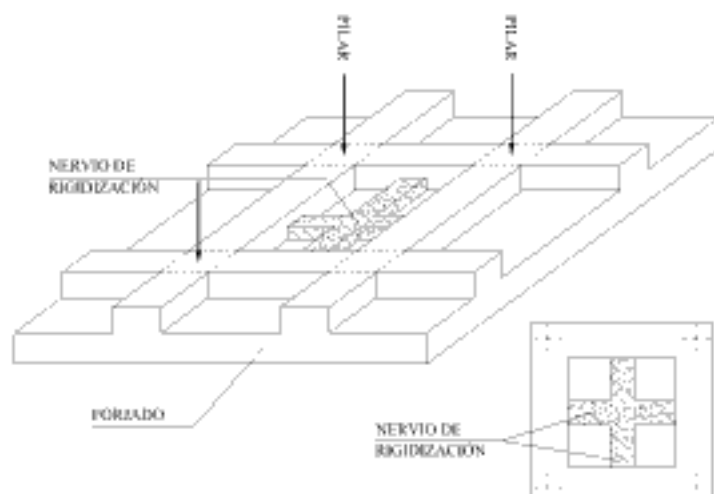 PILAR
PILAR
NERVIO DE
RIGIDIZACIÓN
FORJADO
NERVIO DE
RIGIDIZACIÓN